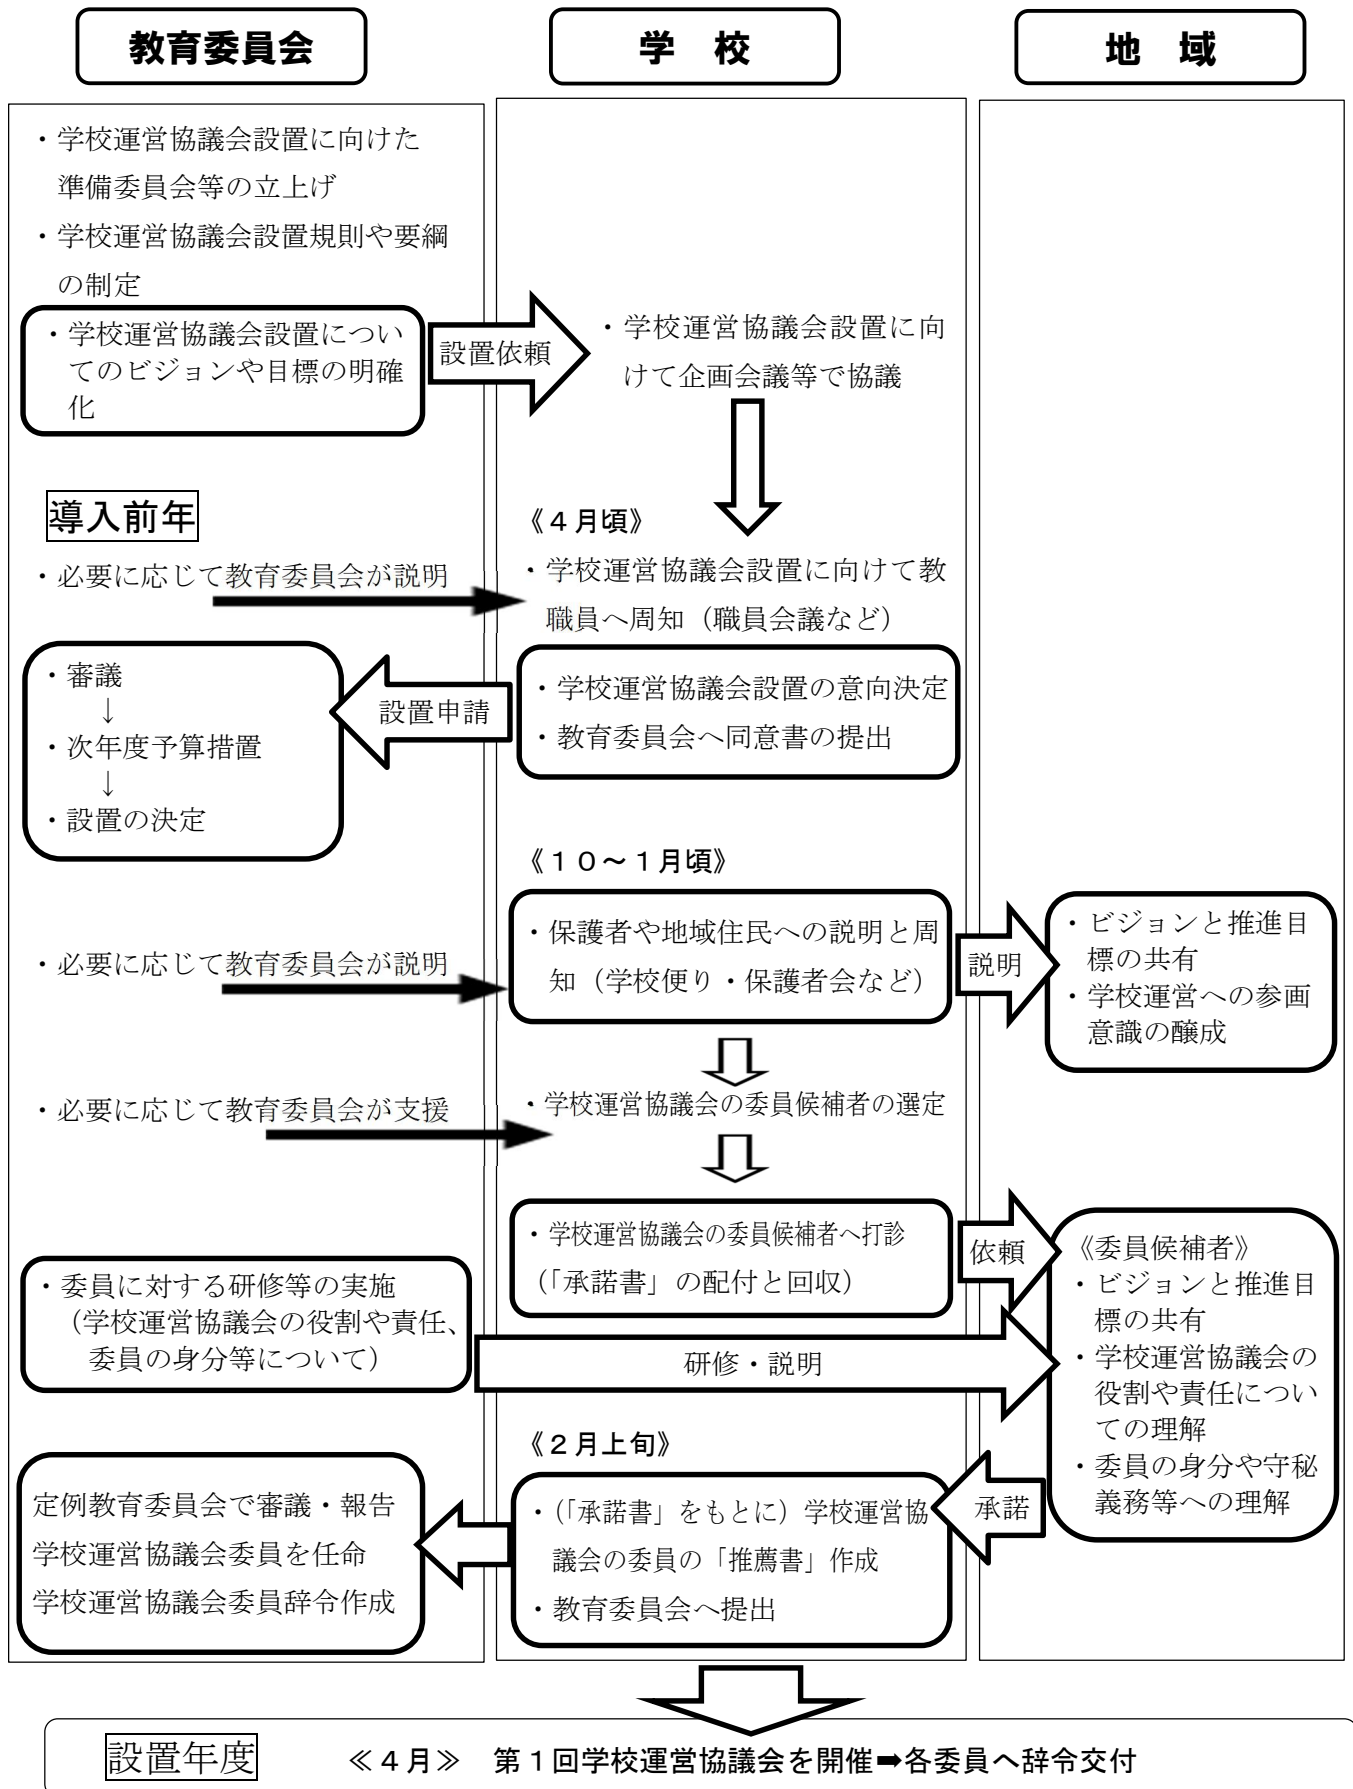 教育委員会
学　校
地　域
・学校運営協議会設置に向けた
準備委員会等の立上げ
・学校運営協議会設置規則や要綱
の制定
・学校運営協議会設置につい
てのビジョンや目標の明確
化
設置依頼
・学校運営協議会設置に向
けて企画会議等で協議
導入前年
《４月頃》
・必要に応じて教育委員会が説明
・学校運営協議会設置に向けて教
職員へ周知（職員会議など）
・学校運営協議会設置の意向決定
・教育委員会へ同意書の提出
設置申請
・審議
↓
・次年度予算措置
↓
・設置の決定
《１０～１月頃》
・必要に応じて教育委員会が説明
・保護者や地域住民への説明と周
知（学校便り・保護者会など）
説明
・ビジョンと推進目
標の共有
・学校運営への参画
意識の醸成
・必要に応じて教育委員会が支援
・学校運営協議会の委員候補者の選定
・学校運営協議会の委員候補者へ打診
（「承諾書」の配付と回収）
依頼
《委員候補者》
・ビジョンと推進目
標の共有
・学校運営協議会の
役割や責任につい
ての理解
・委員の身分や守秘
義務等への理解
・委員に対する研修等の実施
（学校運営協議会の役割や責任、
委員の身分等について）
研修・説明
《２月上旬》
承諾
・（「承諾書」をもとに）学校運営協
議会の委員の「推薦書」作成
・教育委員会へ提出
定例教育委員会で審議・報告
学校運営協議会委員を任命
学校運営協議会委員辞令作成
設置年度　≪４月≫　第１回学校運営協議会を開催➡各委員へ辞令交付